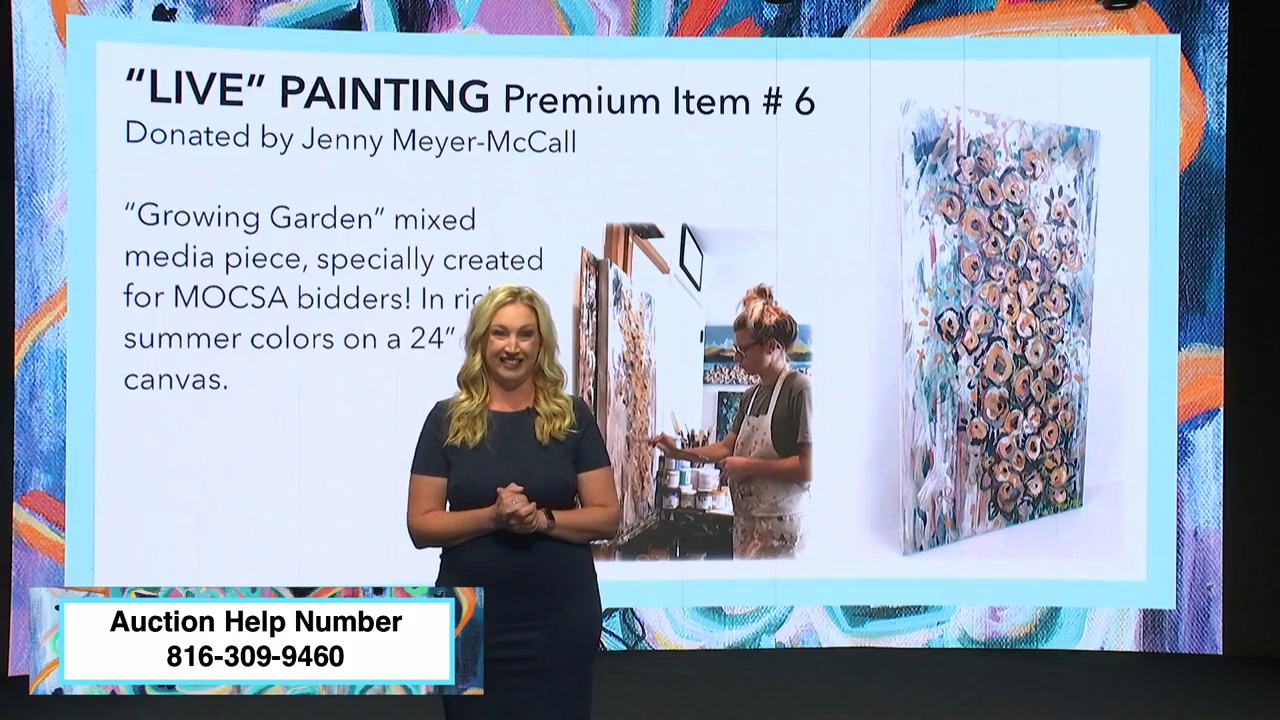 “LIVE” PAINTING Premium Item # 6
Donated by Jenny Meyer-McCall
“Growing Garden” mixed
media piece, specially created
for MOCSA bidders! In
summer colors on a 24”
canvas.
Auction Help Number
816-309-9460